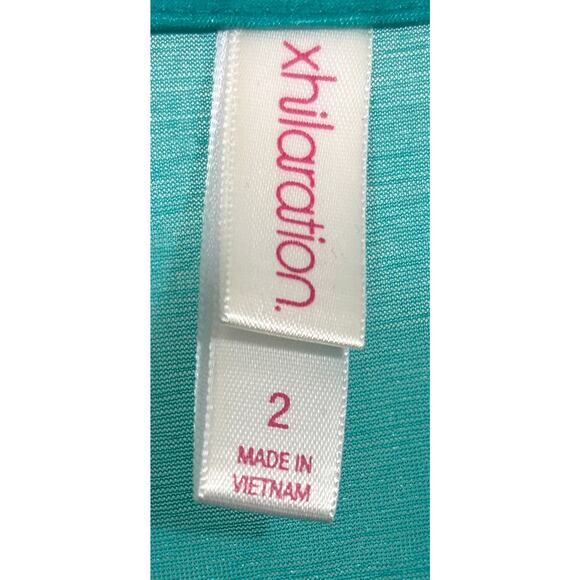 xhilaration.
2
MADE IN
VIETNAM